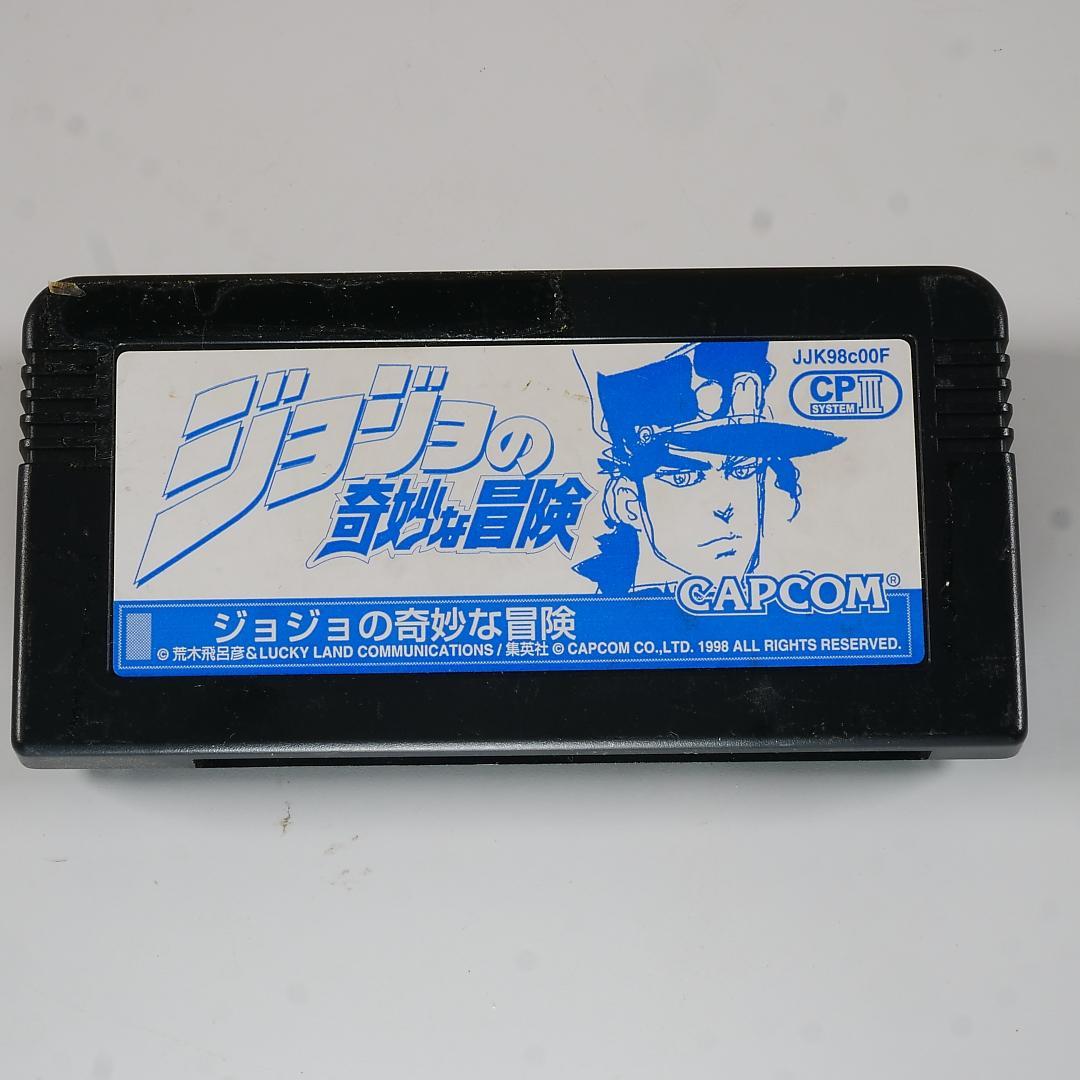 JJK98c00F
CP III
SYSTEM
ジョジョの
奇妙な冒険
CAPCOM®
ジョジョの奇妙な冒険
© 荒木飛呂彦&LUCKY LAND COMMUNICATIONS / 集英社 © CAPCOM CO.,LTD. 1998 ALL RIGHTS RESERVED.